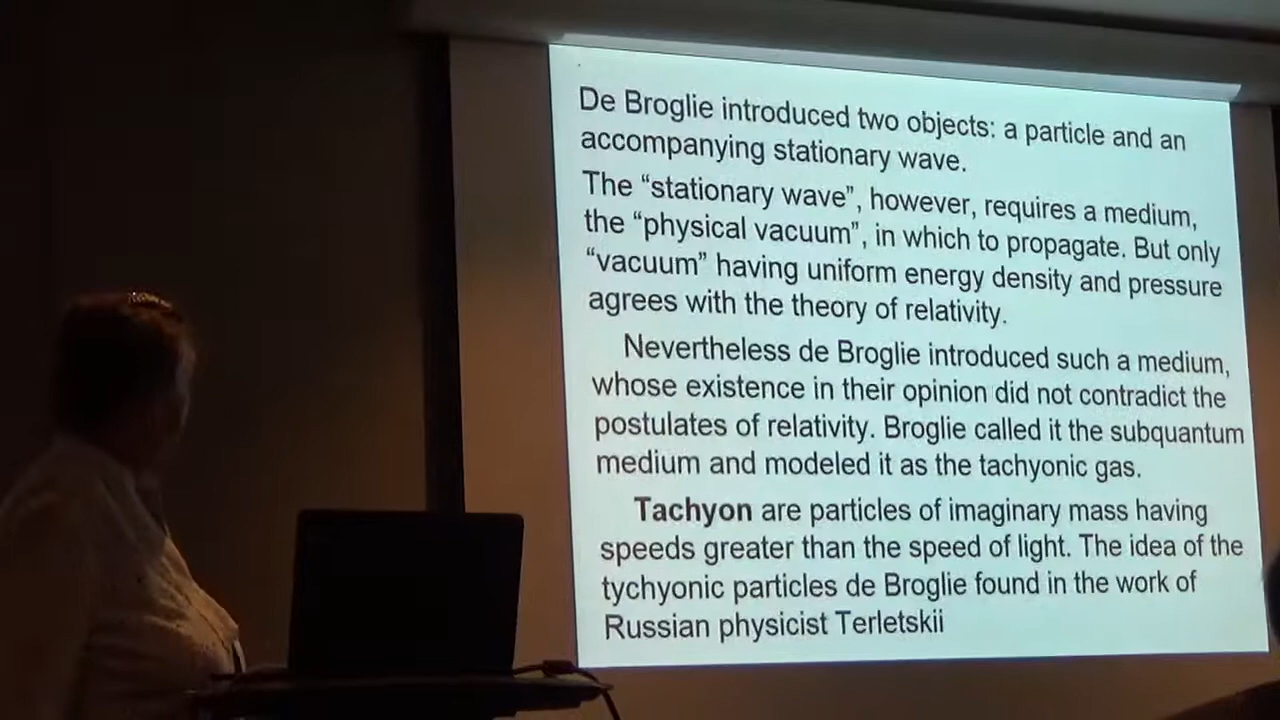 De Broglie introduced two objects: a particle and an
accompanying stationary wave.
The “stationary wave”, however, requires a medium,
the “physical vacuum”, in which to propagate. But only
“vacuum” having uniform energy density and pressure
agrees with the theory of relativity.
Nevertheless de Broglie introduced such a medium,
whose existence in their opinion did not contradict the
postulates of relativity. Broglie called it the subquantum
medium and modeled it as the tachyonic gas.
Tachyon are particles of imaginary mass having
speeds greater than the speed of light. The idea of the
tychyonic particles de Broglie found in the work of
Russian physicist Terletskii